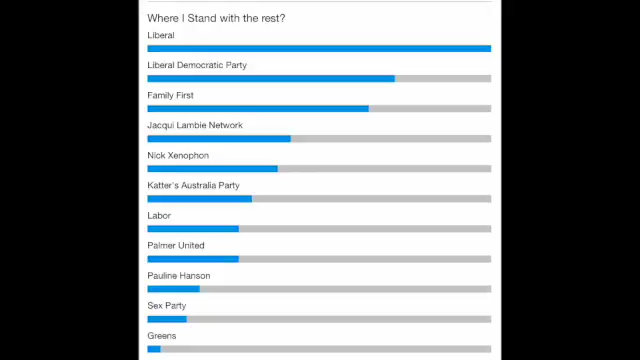 Where I Stand with the rest?
Liberal
Liberal Democratic Party
Family First
Jacqui Lambie Network
Nick Xenophon
Katter's Australia Party
Labor
Palmer United
Pauline Hanson
Sex Party
Greens